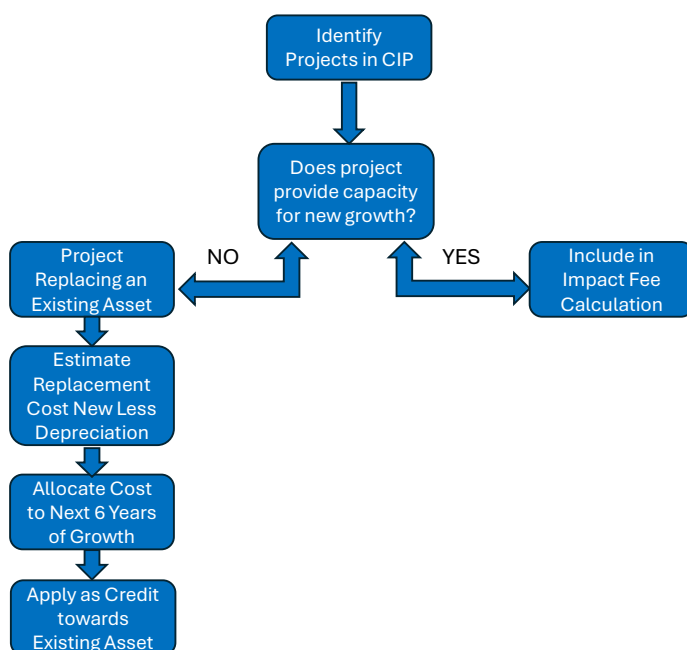 Identify
Projects in CIP
Does project
provide capacity
for new growth?
NO
YES
Project
Replacing an
Existing Asset
Include in
Impact Fee
Calculation
Estimate
Replacement
Cost New Less
Depreciation
Allocate Cost
to Next 6 Years
of Growth
Apply as Credit
towards
Existing Asset